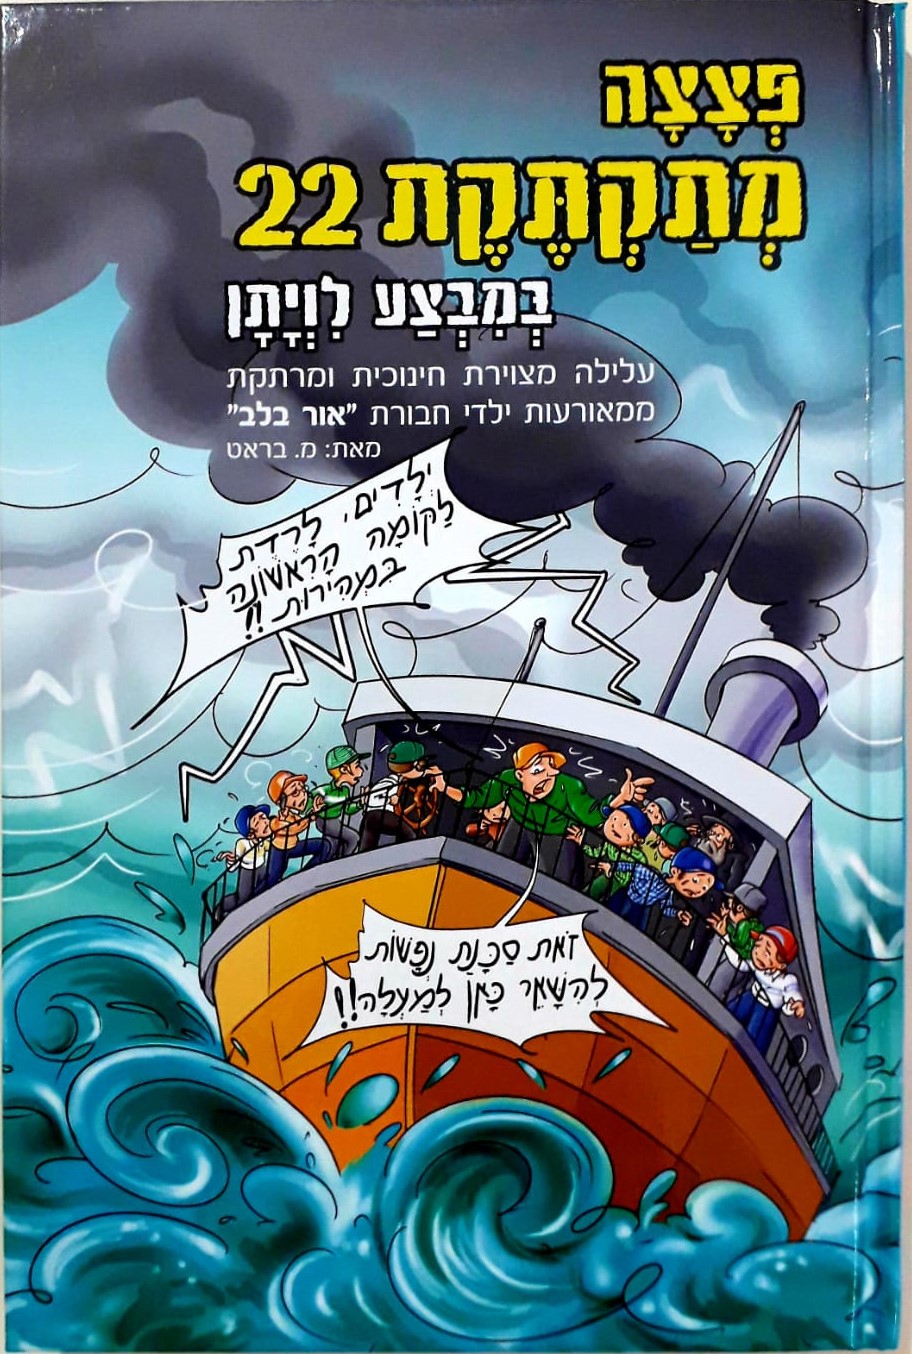 פְּצָצָה
מְתַקְתֶּקֶת 22
בְּמִבְצַע לִוְיָתָן
עלילה מצוירת חינוכית ומרתקת
ממאורעות ילדי חבורת "אור בלב"
מאת: מ. בראט
יְלָדִים, לָרֶדֶת
לַקּוֹמָה הָרִאשׁוֹנָה
בִּמְהִירוּת!!
זֹאת סַכָּנַת נְפָשׁוֹת
לְהִשָּׁאֵר כָּאן לְמַעְלָה!!